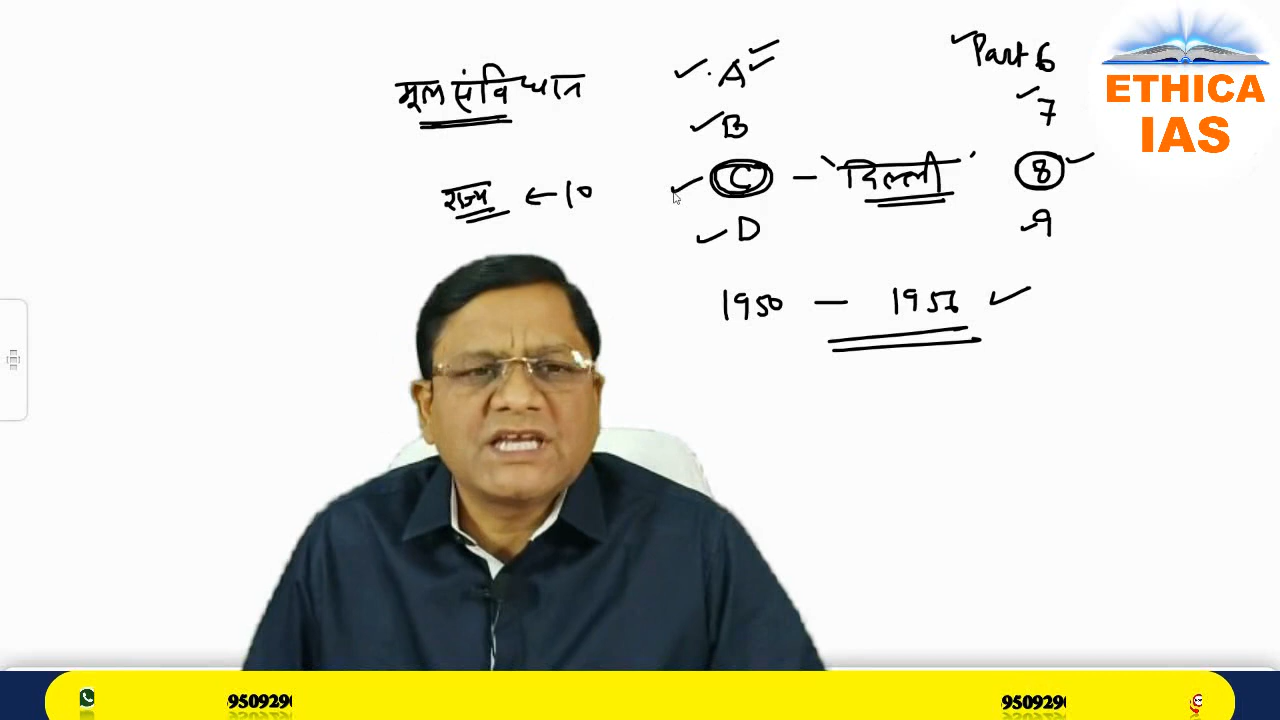 मूल संविधान
राज्य ← 10
A
B
C — दिल्ली
D
Part 6
7
8
9
1950 — 1956
ETHICA
IAS
9509290
9509290